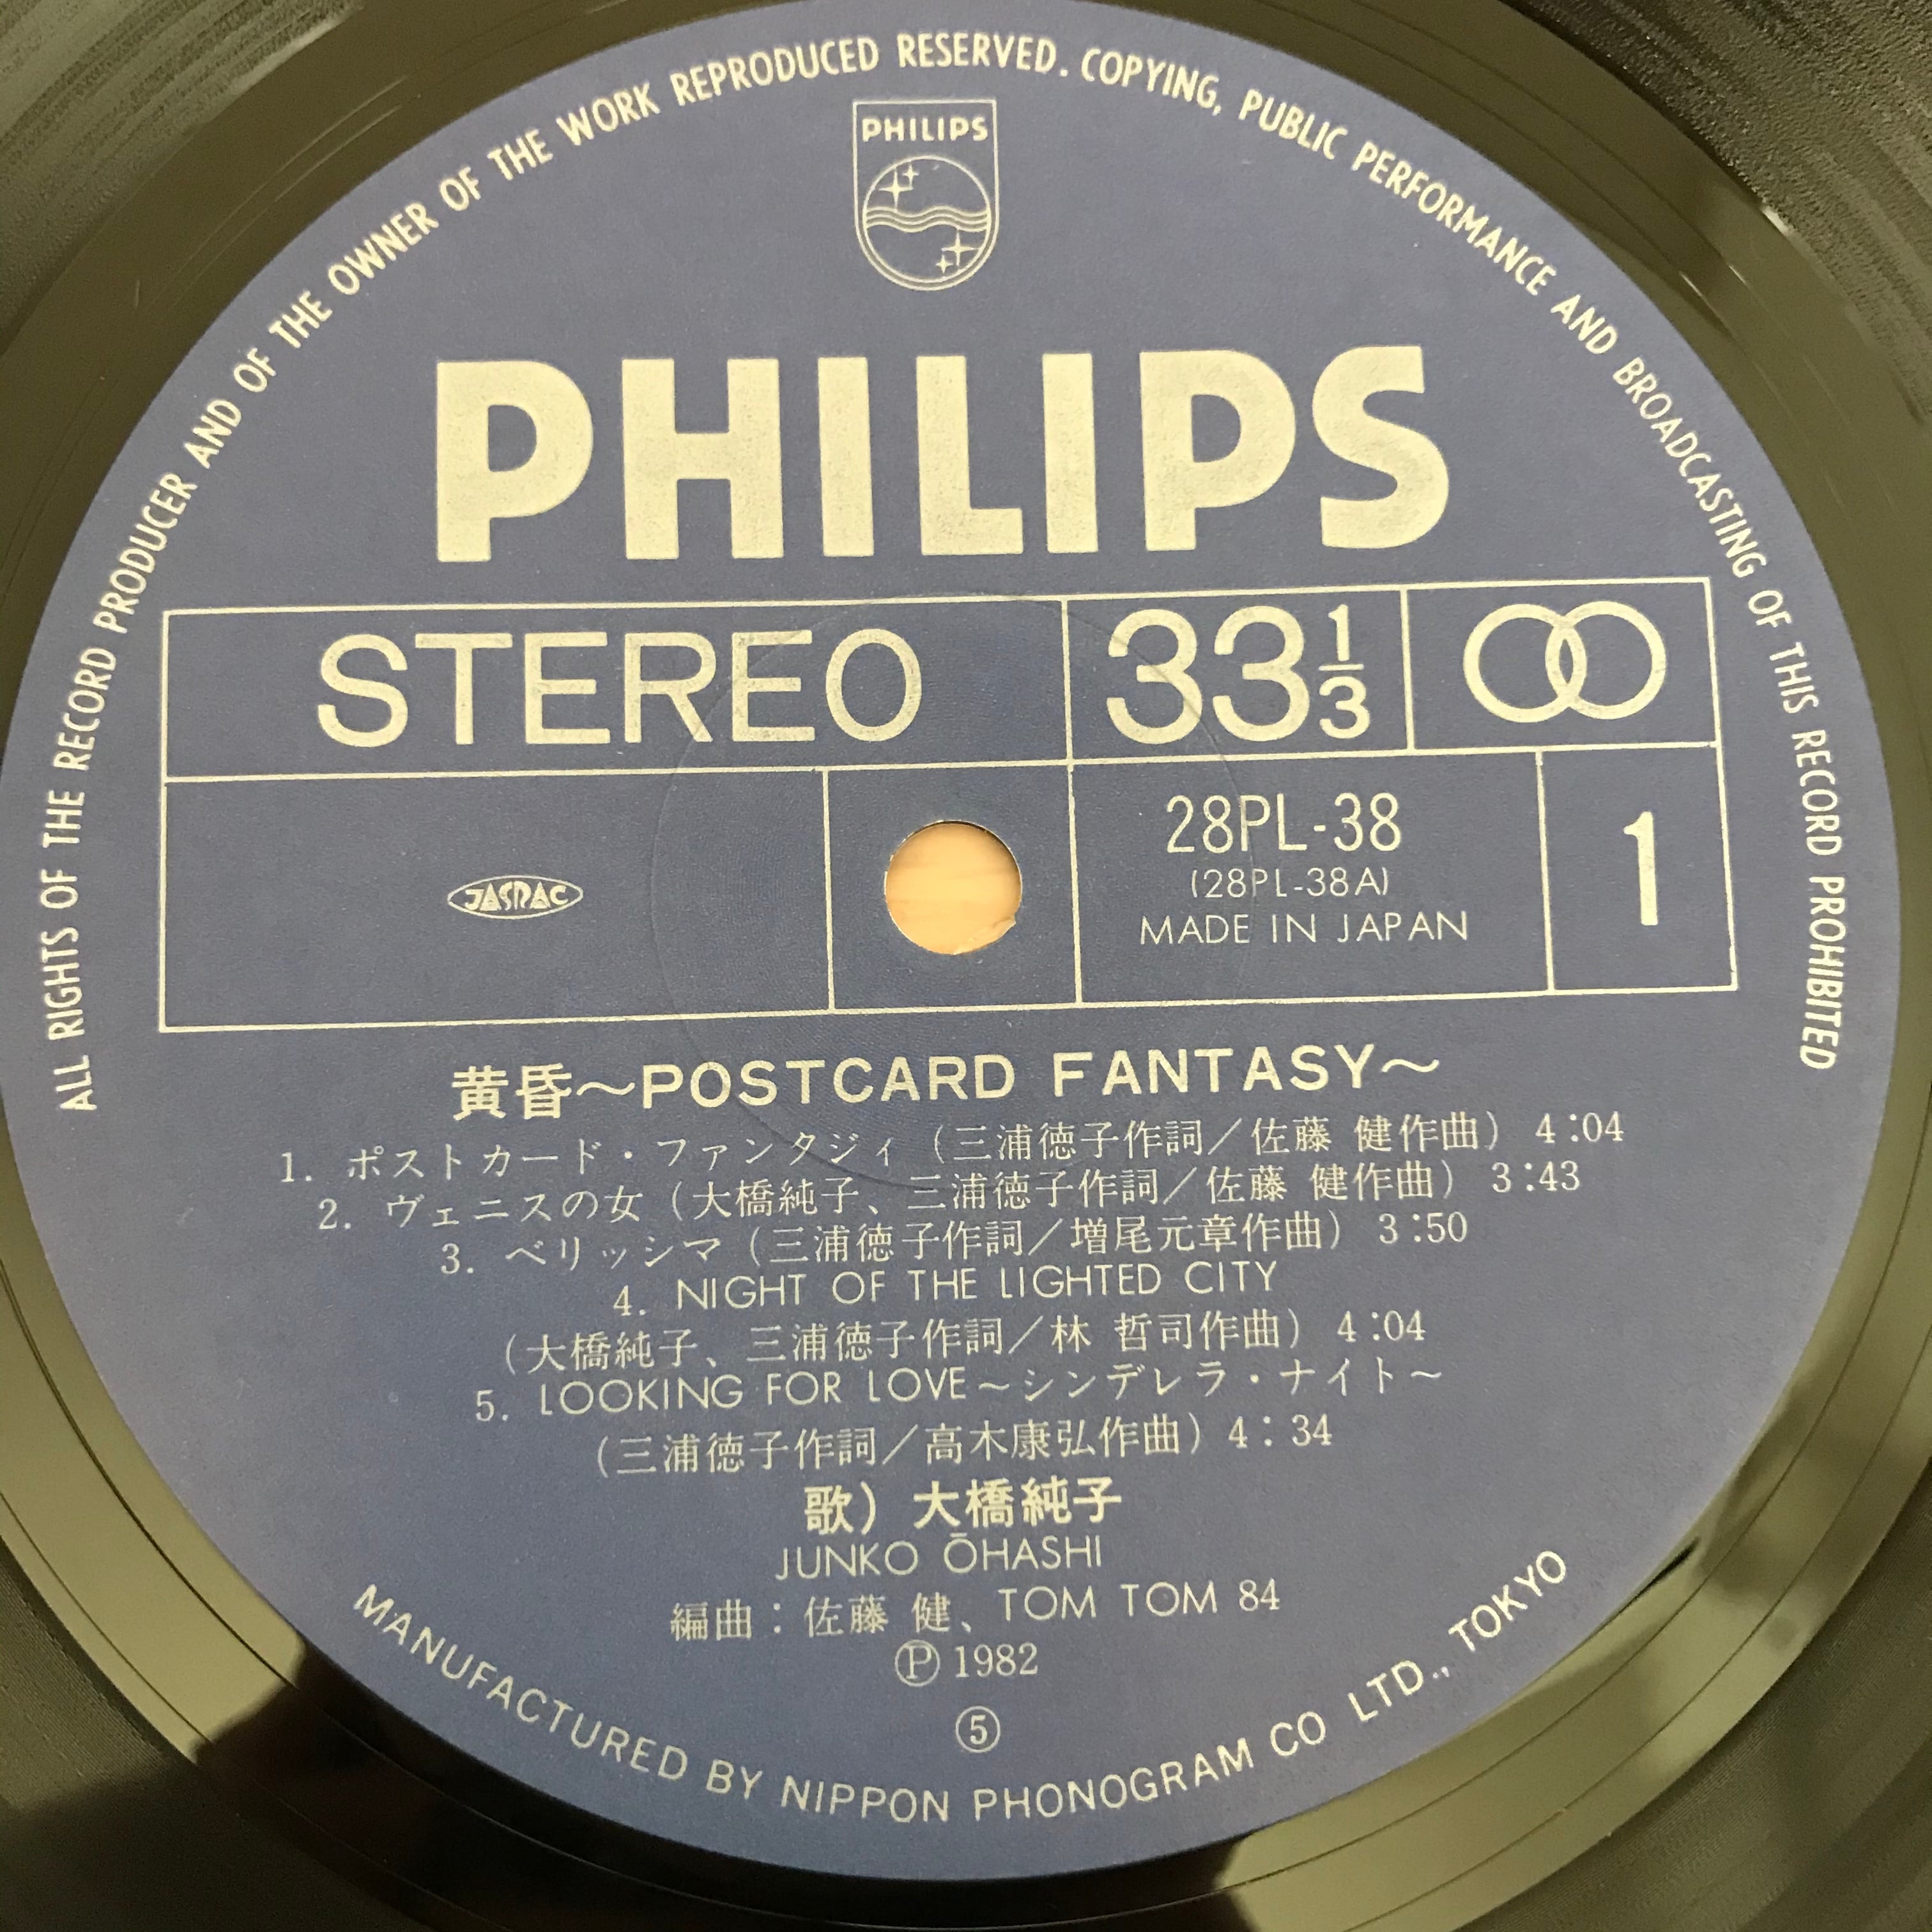 ALL RIGHTS OF THE RECORD PRODUCER AND OF THE OWNER OF THE WORK REPRODUCED RESERVED. COPYING, PUBLIC PERFORMANCE AND BROADCASTING OF THIS RECORD PROHIBITED
PHILIPS
PHILIPS
STEREO
33 1/3
JASRAC
28PL-38
(28PL-38A)
MADE IN JAPAN
1
黄昏〜POSTCARD FANTASY〜
1. ポストカード・ファンタジィ（三浦徳子作詞／佐藤 健作曲）4:04
2. ヴェニスの女（大橋純子、三浦徳子作詞／佐藤 健作曲）3:43
3. ベリッシマ（三浦徳子作詞／増尾元章作曲）3:50
4. NIGHT OF THE LIGHTED CITY
（大橋純子、三浦徳子作詞／林 哲司作曲）4:04
5. LOOKING FOR LOVE〜シンデレラ・ナイト〜
（三浦徳子作詞／高木康弘作曲）4:34
歌）大橋純子
JUNKO ŌHASHI
編曲：佐藤 健、TOM TOM 84
Ⓟ1982
⑤
MANUFACTURED BY NIPPON PHONOGRAM CO LTD., TOKYO